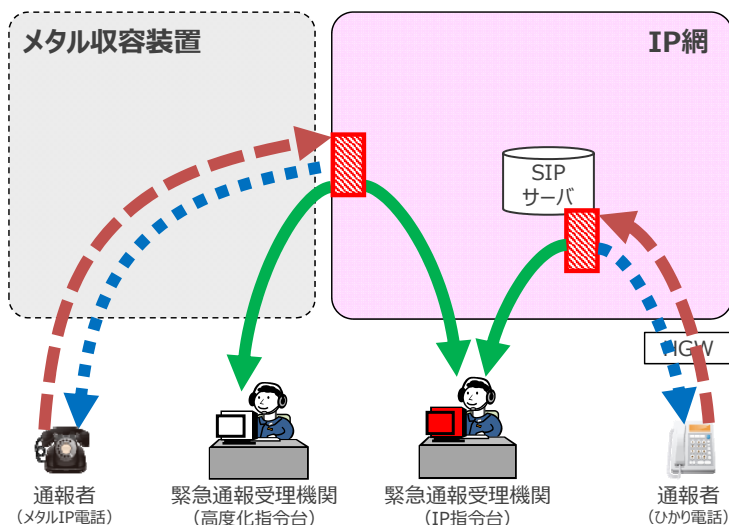 メタル収容装置
IP網
SIP
サーバ
HGW
通報者
（メタルIP電話）
緊急通報受理機関
（高度化指令台）
緊急通報受理機関
（IP指令台）
通報者
（ひかり電話）